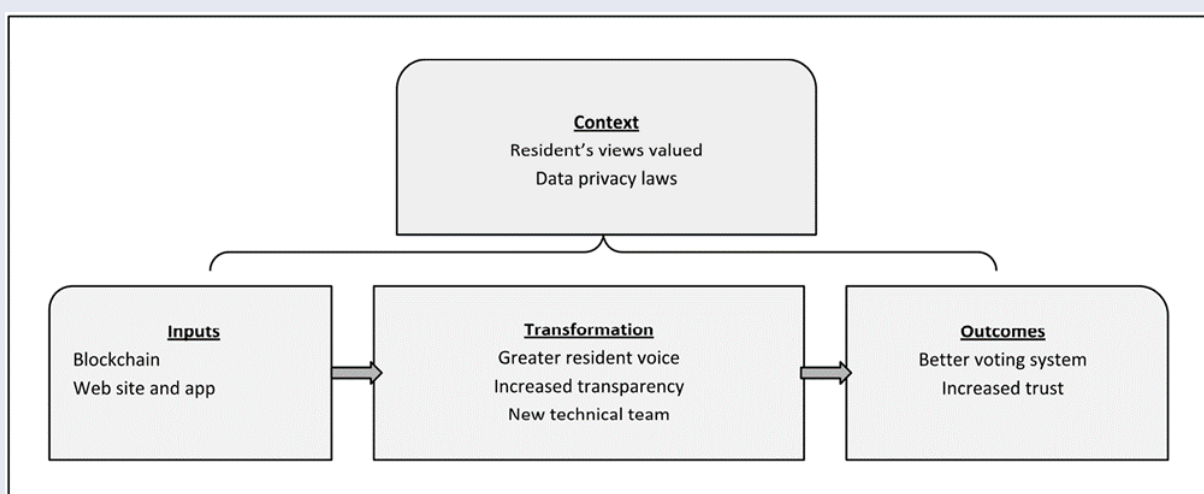 Context
Resident's views valued
Data privacy laws
Inputs
Blockchain
Web site and app
Transformation
Greater resident voice
Increased transparency
New technical team
Outcomes
Better voting system
Increased trust